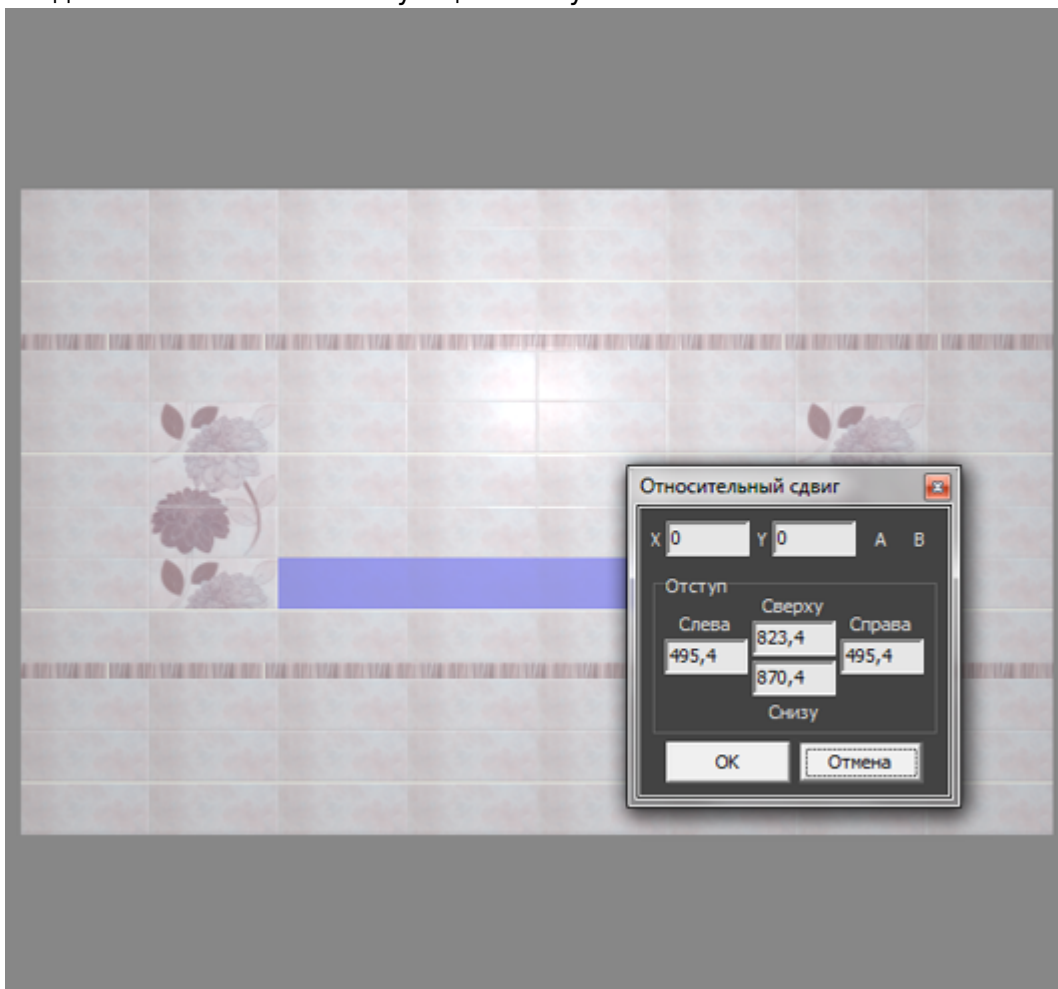 Относительный сдвиг
X 0 Y 0 A B
Отступ
Сверху
Слева 823,4 Справа
495,4 870,4 495,4
Снизу
OK Отмена